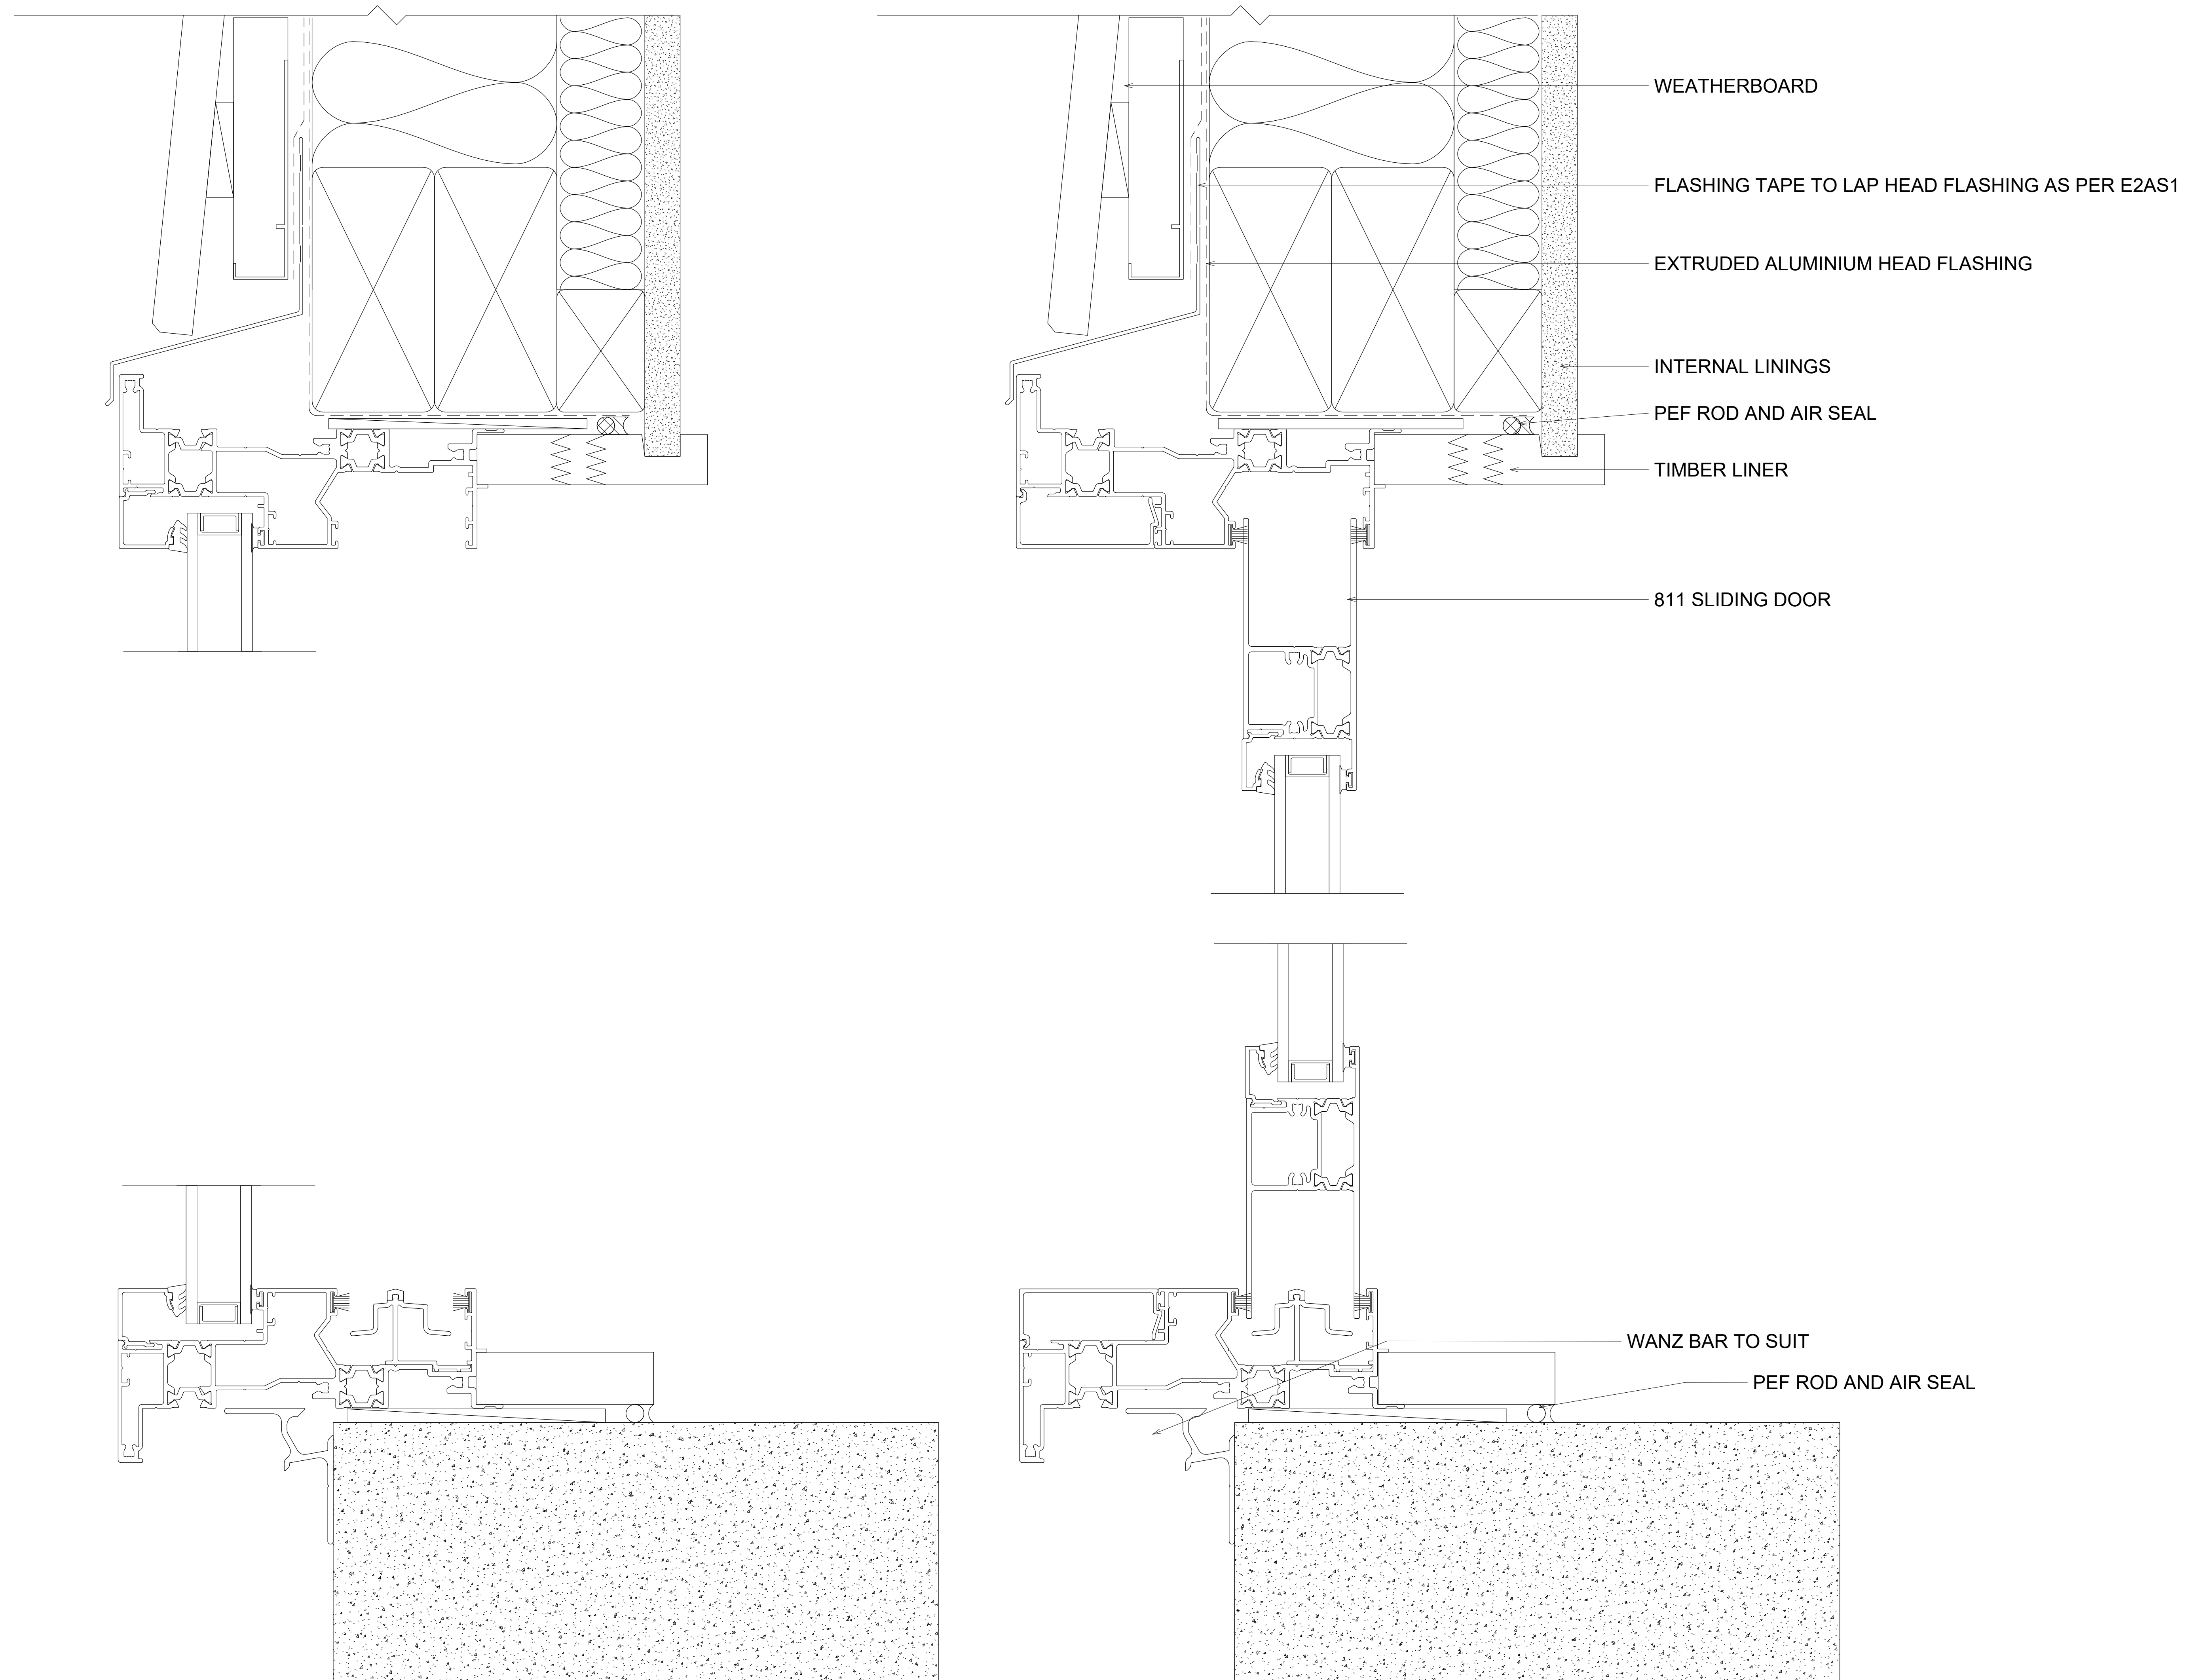 WEATHERBOARD
FLASHING TAPE TO LAP HEAD FLASHING AS PER E2AS1
EXTRUDED ALUMINIUM HEAD FLASHING
INTERNAL LININGS
PEF ROD AND AIR SEAL
TIMBER LINER
811 SLIDING DOOR
WANZ BAR TO SUIT
PEF ROD AND AIR SEAL